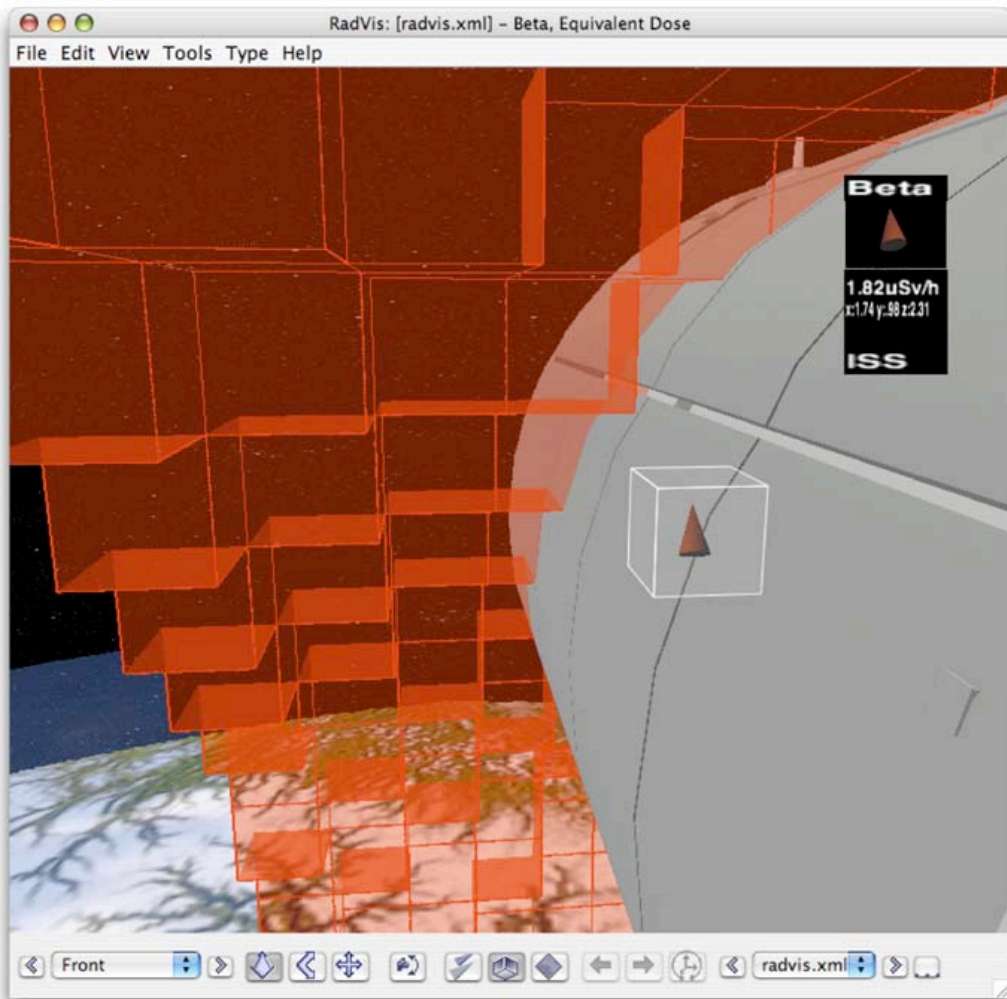 RadVis: [radvis.xml] – Beta, Equivalent Dose
File Edit View Tools Type Help
Beta
1.82uSv/h
x:1.74 y:.98 z:2.31
ISS
Front
radvis.xml